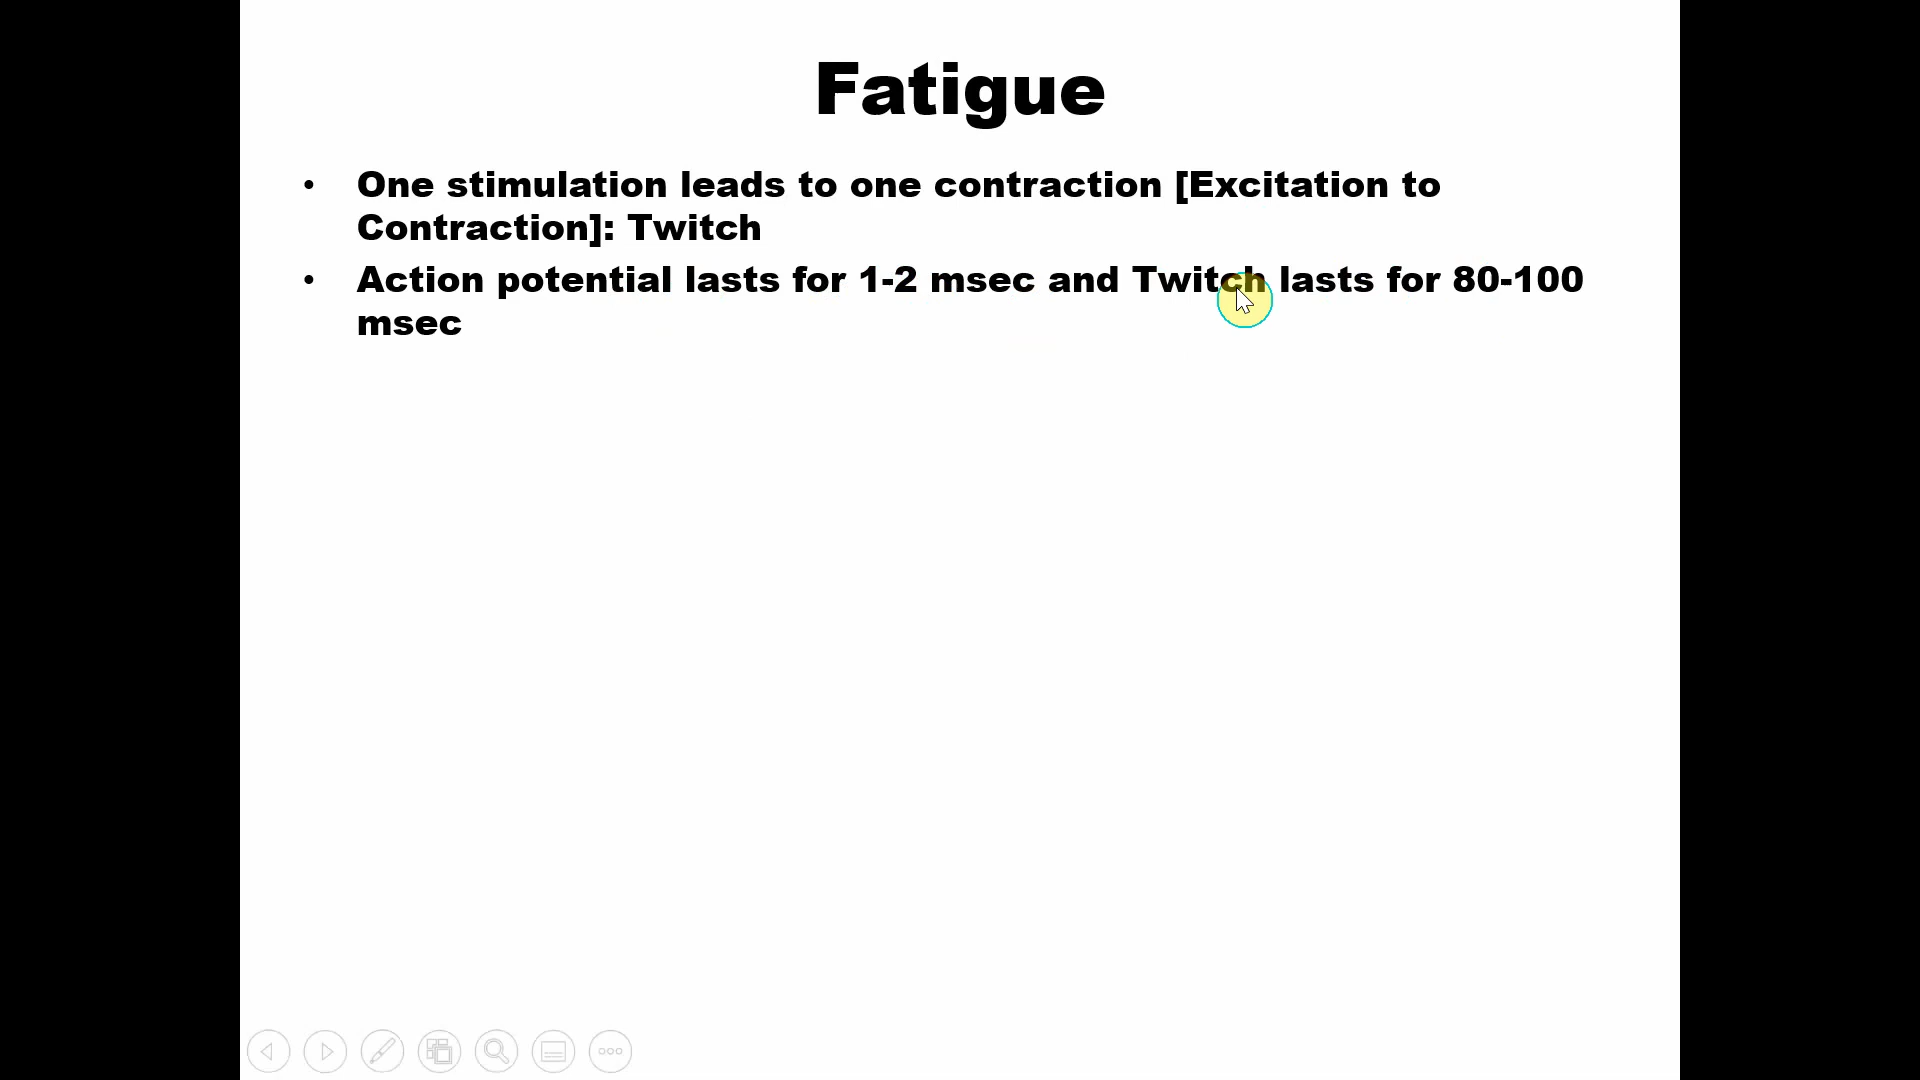 Fatigue
• One stimulation leads to one contraction [Excitation to
Contraction]: Twitch
• Action potential lasts for 1-2 msec and Twitch lasts for 80-100
msec